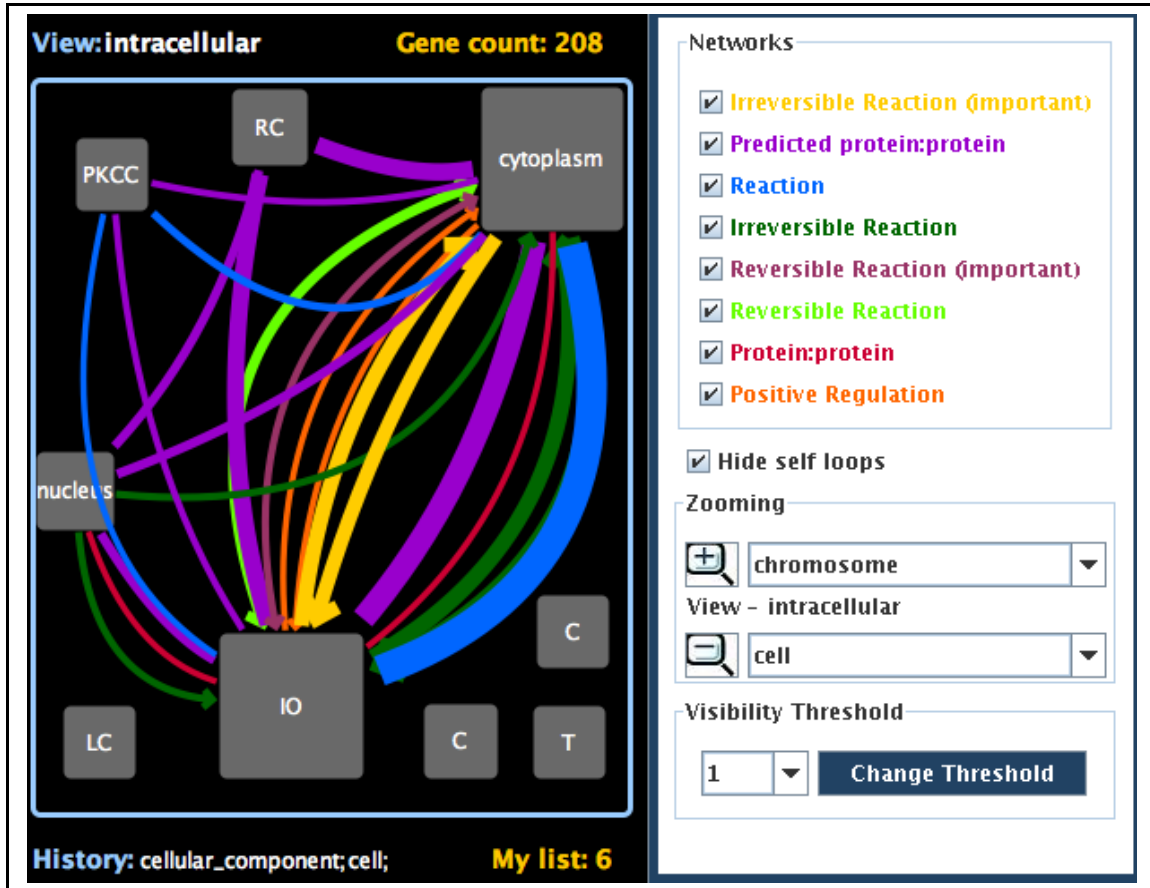 View: intracellular
Gene count: 208
RC
cytoplasm
PKCC
nucleus
C
IO
LC
C
T
History: cellular_component;cell;
My list: 6
Networks
Irreversible Reaction (important)
Predicted protein:protein
Reaction
Irreversible Reaction
Reversible Reaction (important)
Reversible Reaction
Protein:protein
Positive Regulation
Hide self loops
Zooming
chromosome
View - intracellular
cell
Visibility Threshold
1
Change Threshold